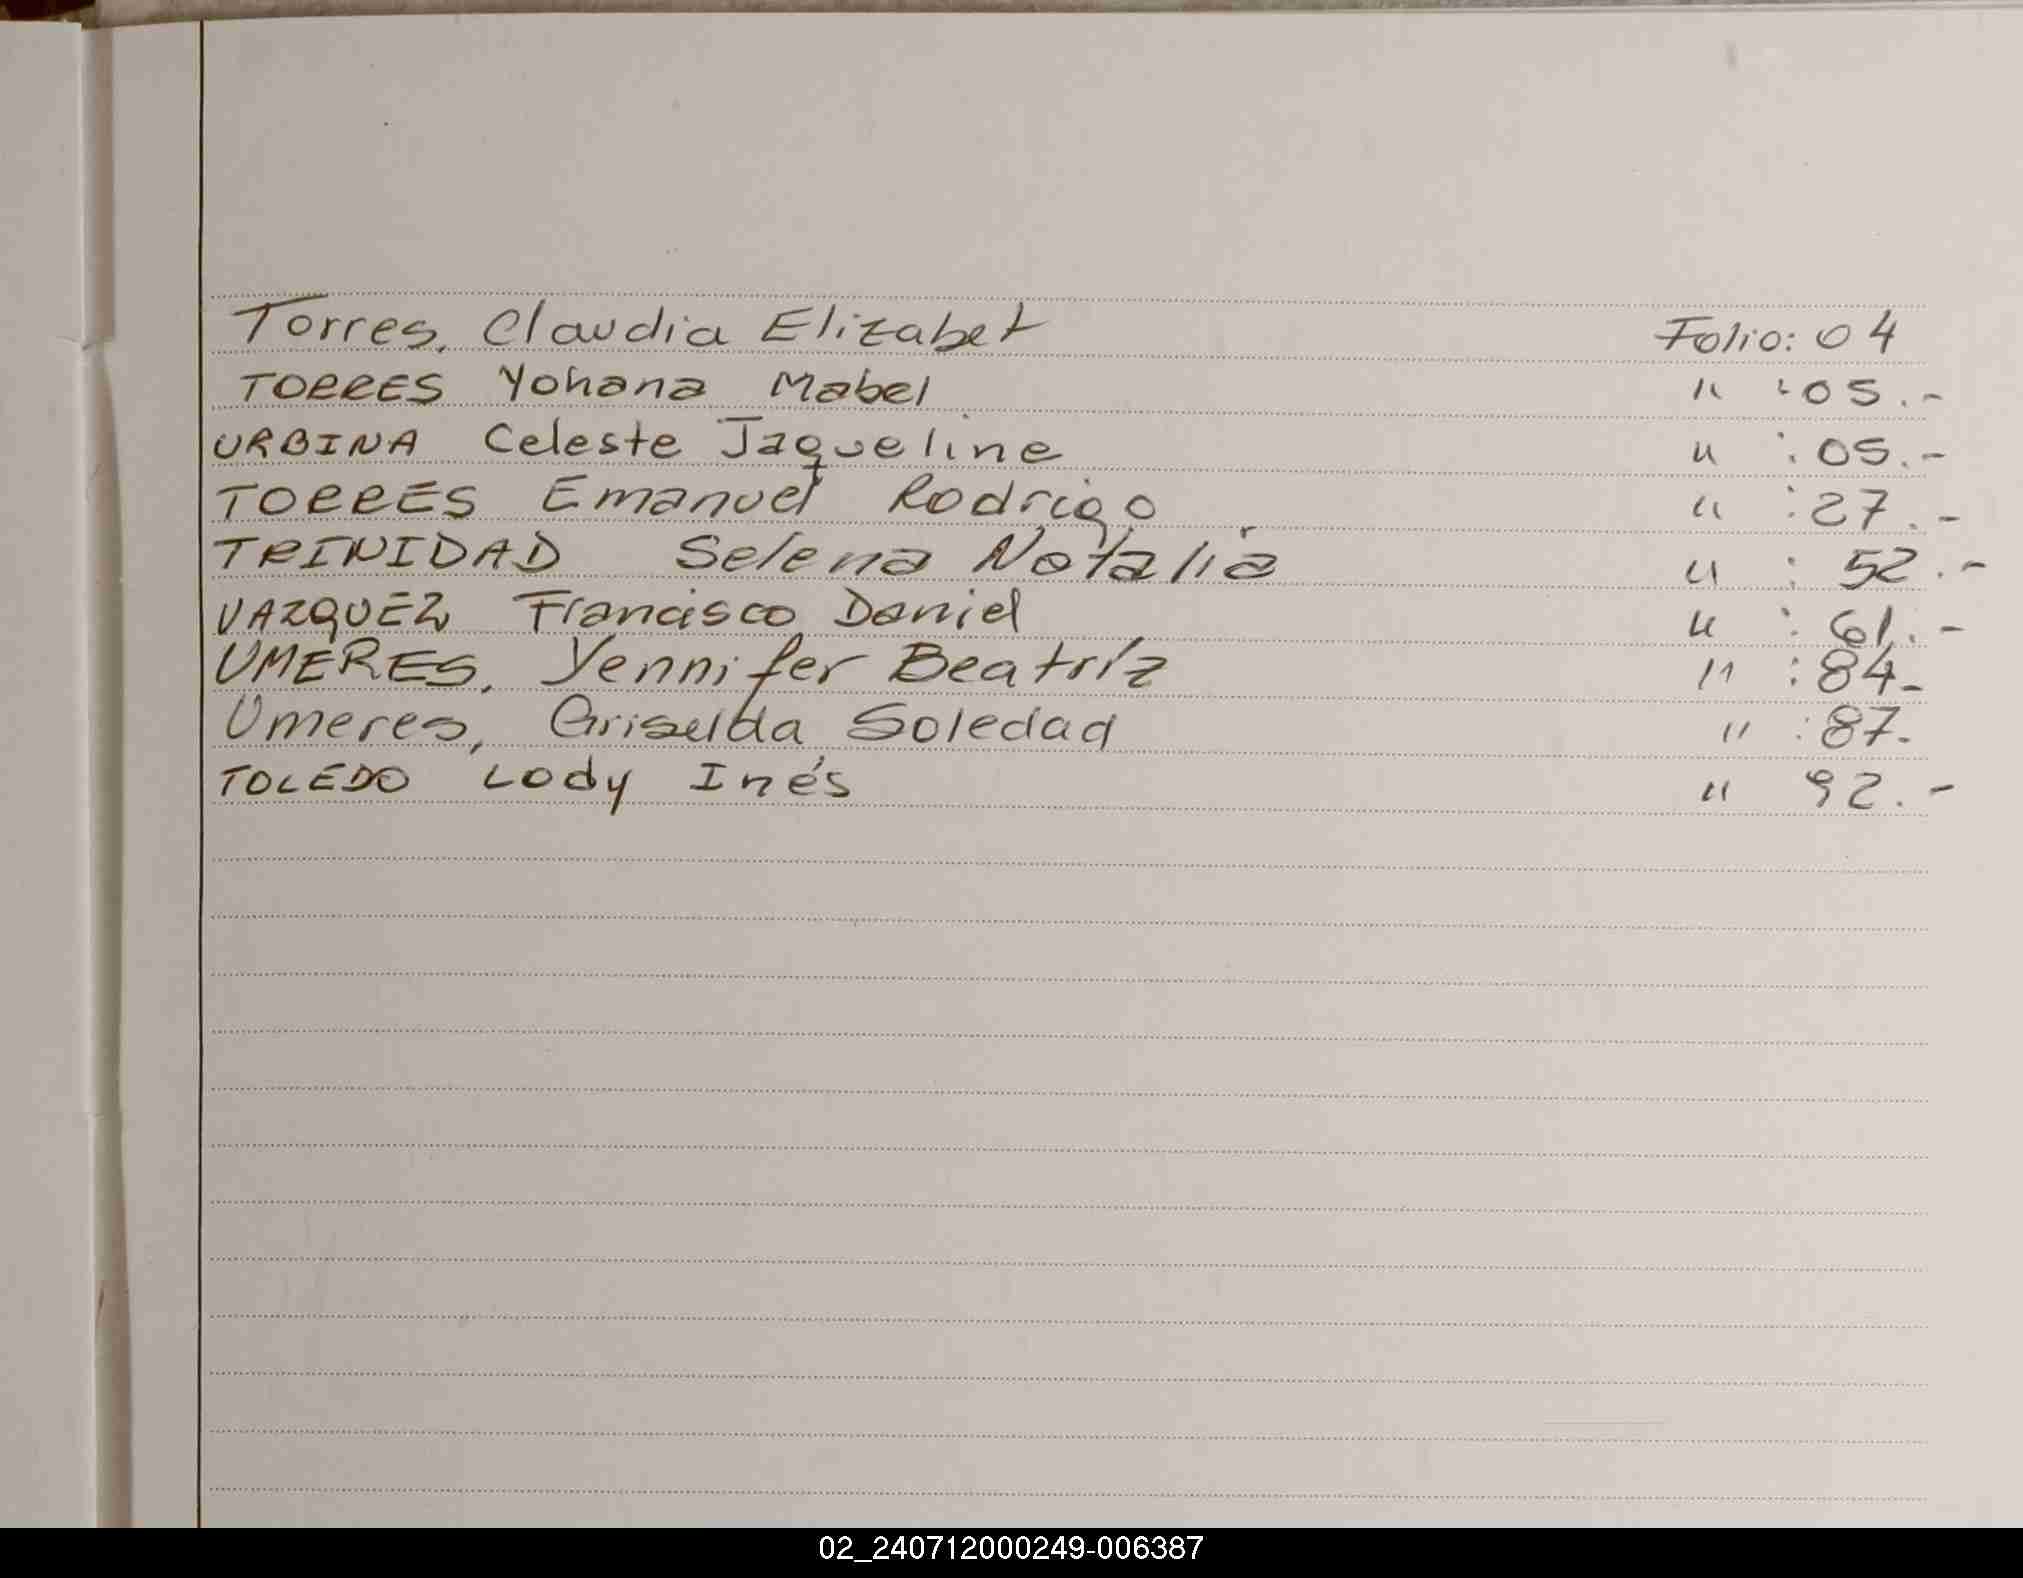 Torres, Claudia Elizabet Folio: 04
TORRES Yohana Mabel " : 05.-
URBINA Celeste Jaqueline " : 05.-
TORRES Emanuel Rodrigo " : 27.-
TRINIDAD Selena Natalia " : 52.-
VAZQUEZ Francisco Daniel " : 61.-
UMERES, Yennifer Beatríz " : 84-
Umeres, Griselda Soledad " : 87-
TOLEDO Lody Inés " 92.-
02_240712000249-006387